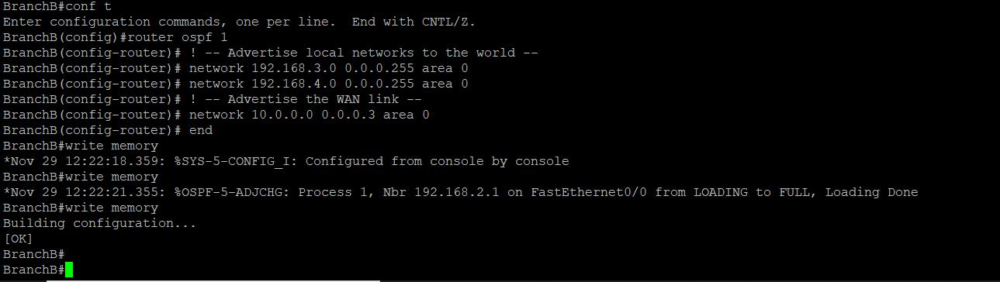 BranchB#conf t
Enter configuration commands, one per line.  End with CNTL/Z.
BranchB(config)#router ospf 1
BranchB(config-router)# ! -- Advertise local networks to the world --
BranchB(config-router)# network 192.168.3.0 0.0.0.255 area 0
BranchB(config-router)# network 192.168.4.0 0.0.0.255 area 0
BranchB(config-router)# ! -- Advertise the WAN link --
BranchB(config-router)# network 10.0.0.0 0.0.0.3 area 0
BranchB(config-router)# end
BranchB#write memory
*Nov 29 12:22:18.359: %SYS-5-CONFIG_I: Configured from console by console
BranchB#write memory
*Nov 29 12:22:21.355: %OSPF-5-ADJCHG: Process 1, Nbr 192.168.2.1 on FastEthernet0/0 from LOADING to FULL, Loading Done
BranchB#write memory
Building configuration...
[OK]
BranchB#
BranchB#